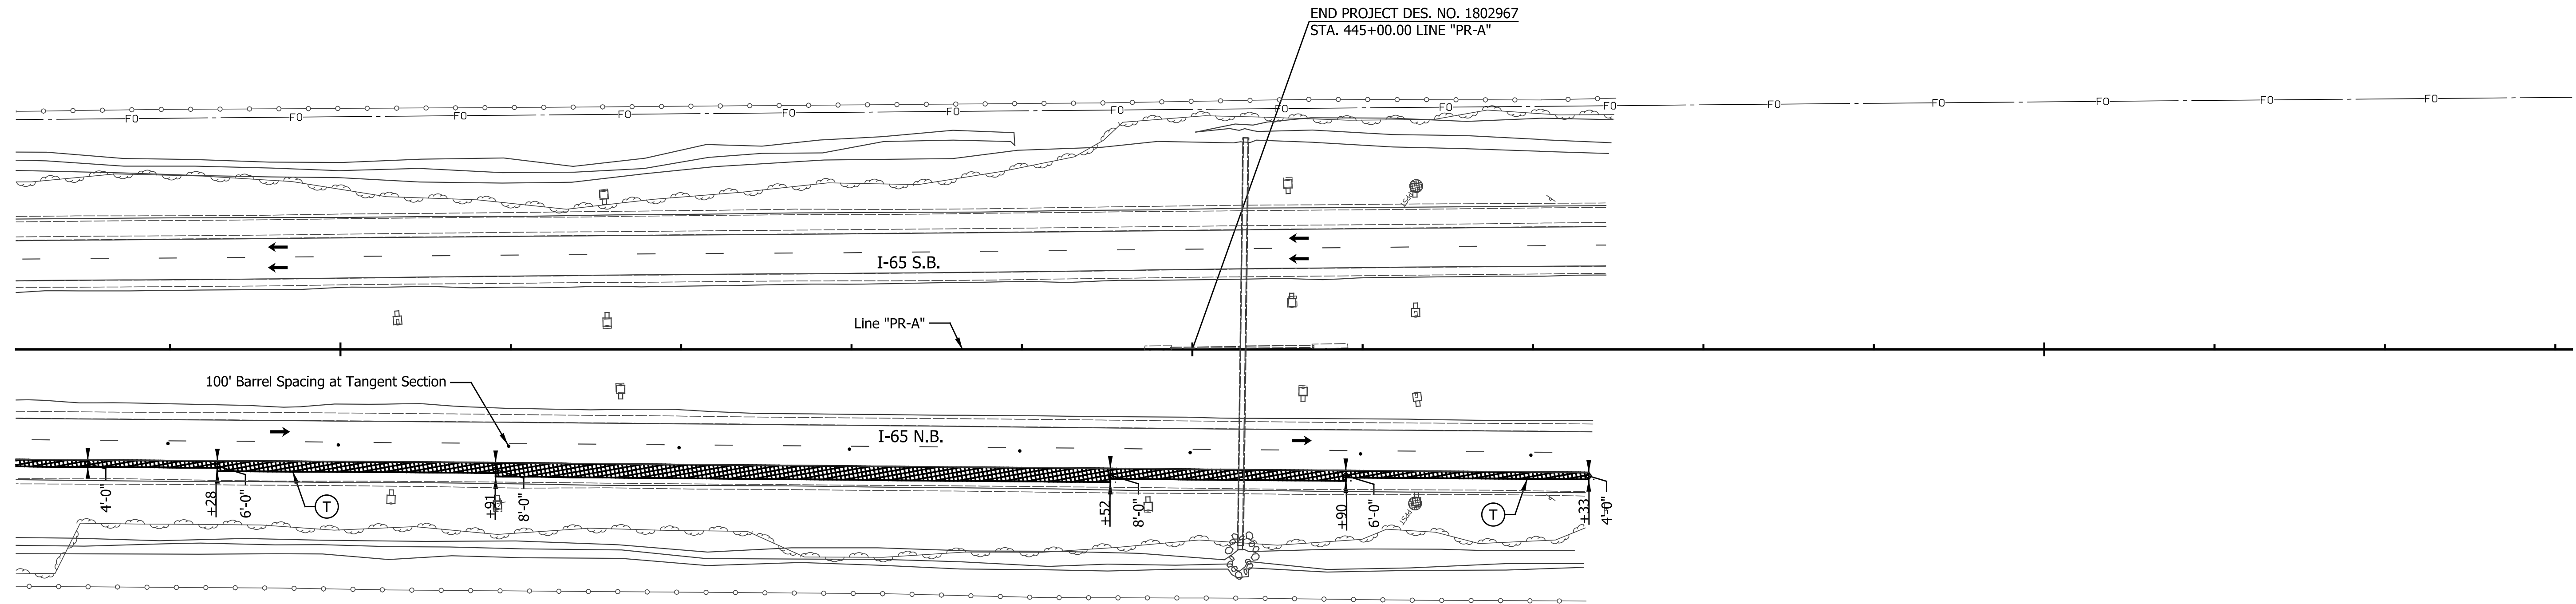 END PROJECT DES. NO. 1802967
STA. 445+00.00 LINE "PR-A"
FO FO FO FO FO FO FO FO FO FO FO FO FO FO FO
I-65 S.B.
Line "PR-A"
100' Barrel Spacing at Tangent Section
I-65 N.B.
4'-0"
+28
6'-0"
T
+91
8'-0"
+52
8'-0"
+90
6'-0"
PPST
T
+33
4'-0"